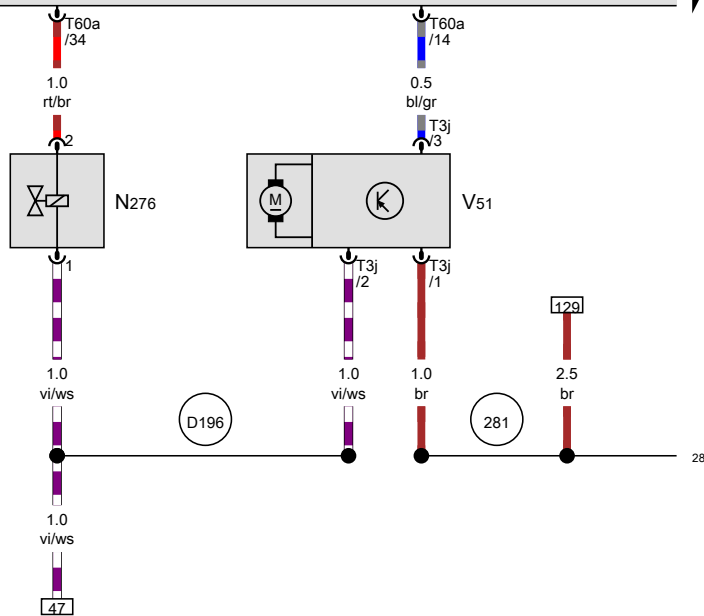 T60a
/34
T60a
/14
1.0
rt/br
0.5
bl/gr
2
T3j
/3
M
N276
V51
1
T3j
/2
T3j
/1
129
1.0
vi/ws
1.0
vi/ws
1.0
br
2.5
br
D196
281
28
1.0
vi/ws
47